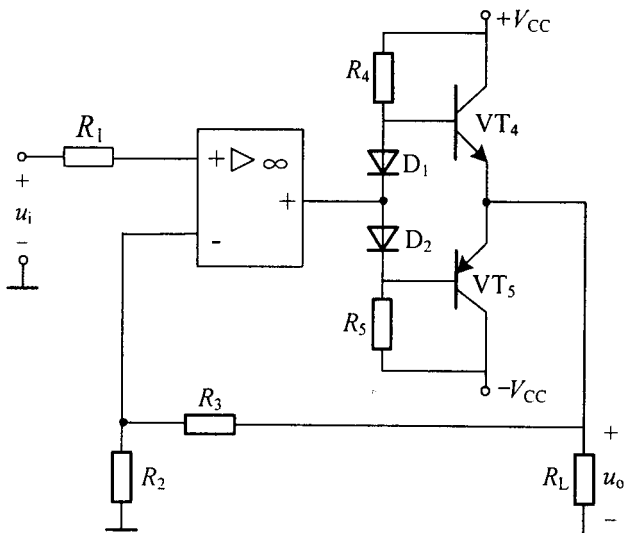 +V_CC
R_4
VT_4
R_1
+ ▷ ∞
D_1
+
u_i
−
+
-
D_2
VT_5
R_5
−V_CC
R_3
+
R_2
R_L
u_o
−